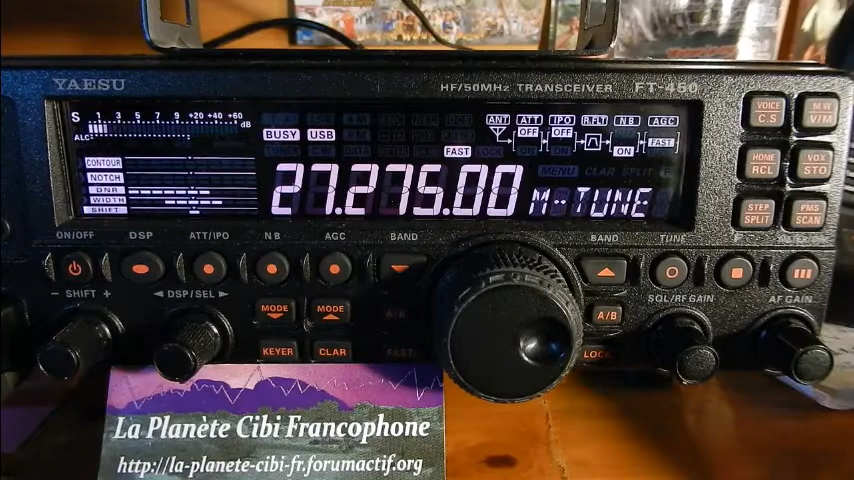 YAESU
HF/50MHz TRANSCEIVER FT-450
S 1 3 5 7 9 +20 +40 +60 dB
ALC
BUSY USB
FAST
ANT ATT IPO R.FLT NB AGC
OFF OFF FAST
ON ON ON
MENU CLAR SPLIT
CONTOUR
NOTCH
DNR
WIDTH
SHIFT
27.275.00 M-TUNE
VOICE C.S
M W V/M
HOME RCL
VOX STO
STEP SPLIT
PMS SCAN
ON/OFF DSP ATT/IPO NB AGC BAND BAND TUNE
- SHIFT + DSP/SEL
MODE MODE A/B A/B
SQL/RF GAIN AF GAIN
KEYER CLAR FAST LOCK
La Planète Cibi Francophone
http://la-planete-cibi-fr.forumactif.org